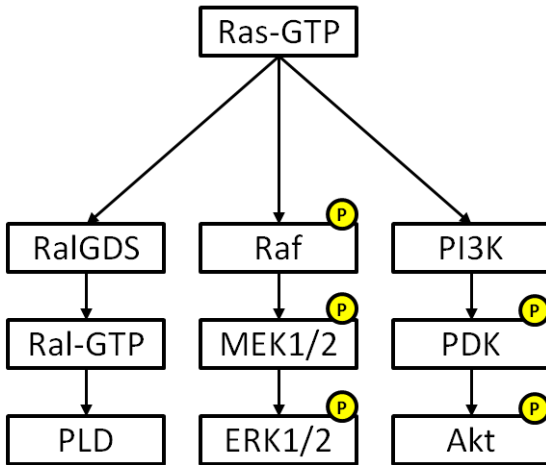 Ras-GTP
P
RalGDS
Raf
PI3K
P
P
Ral-GTP
MEK1/2
PDK
P
P
PLD
ERK1/2
Akt